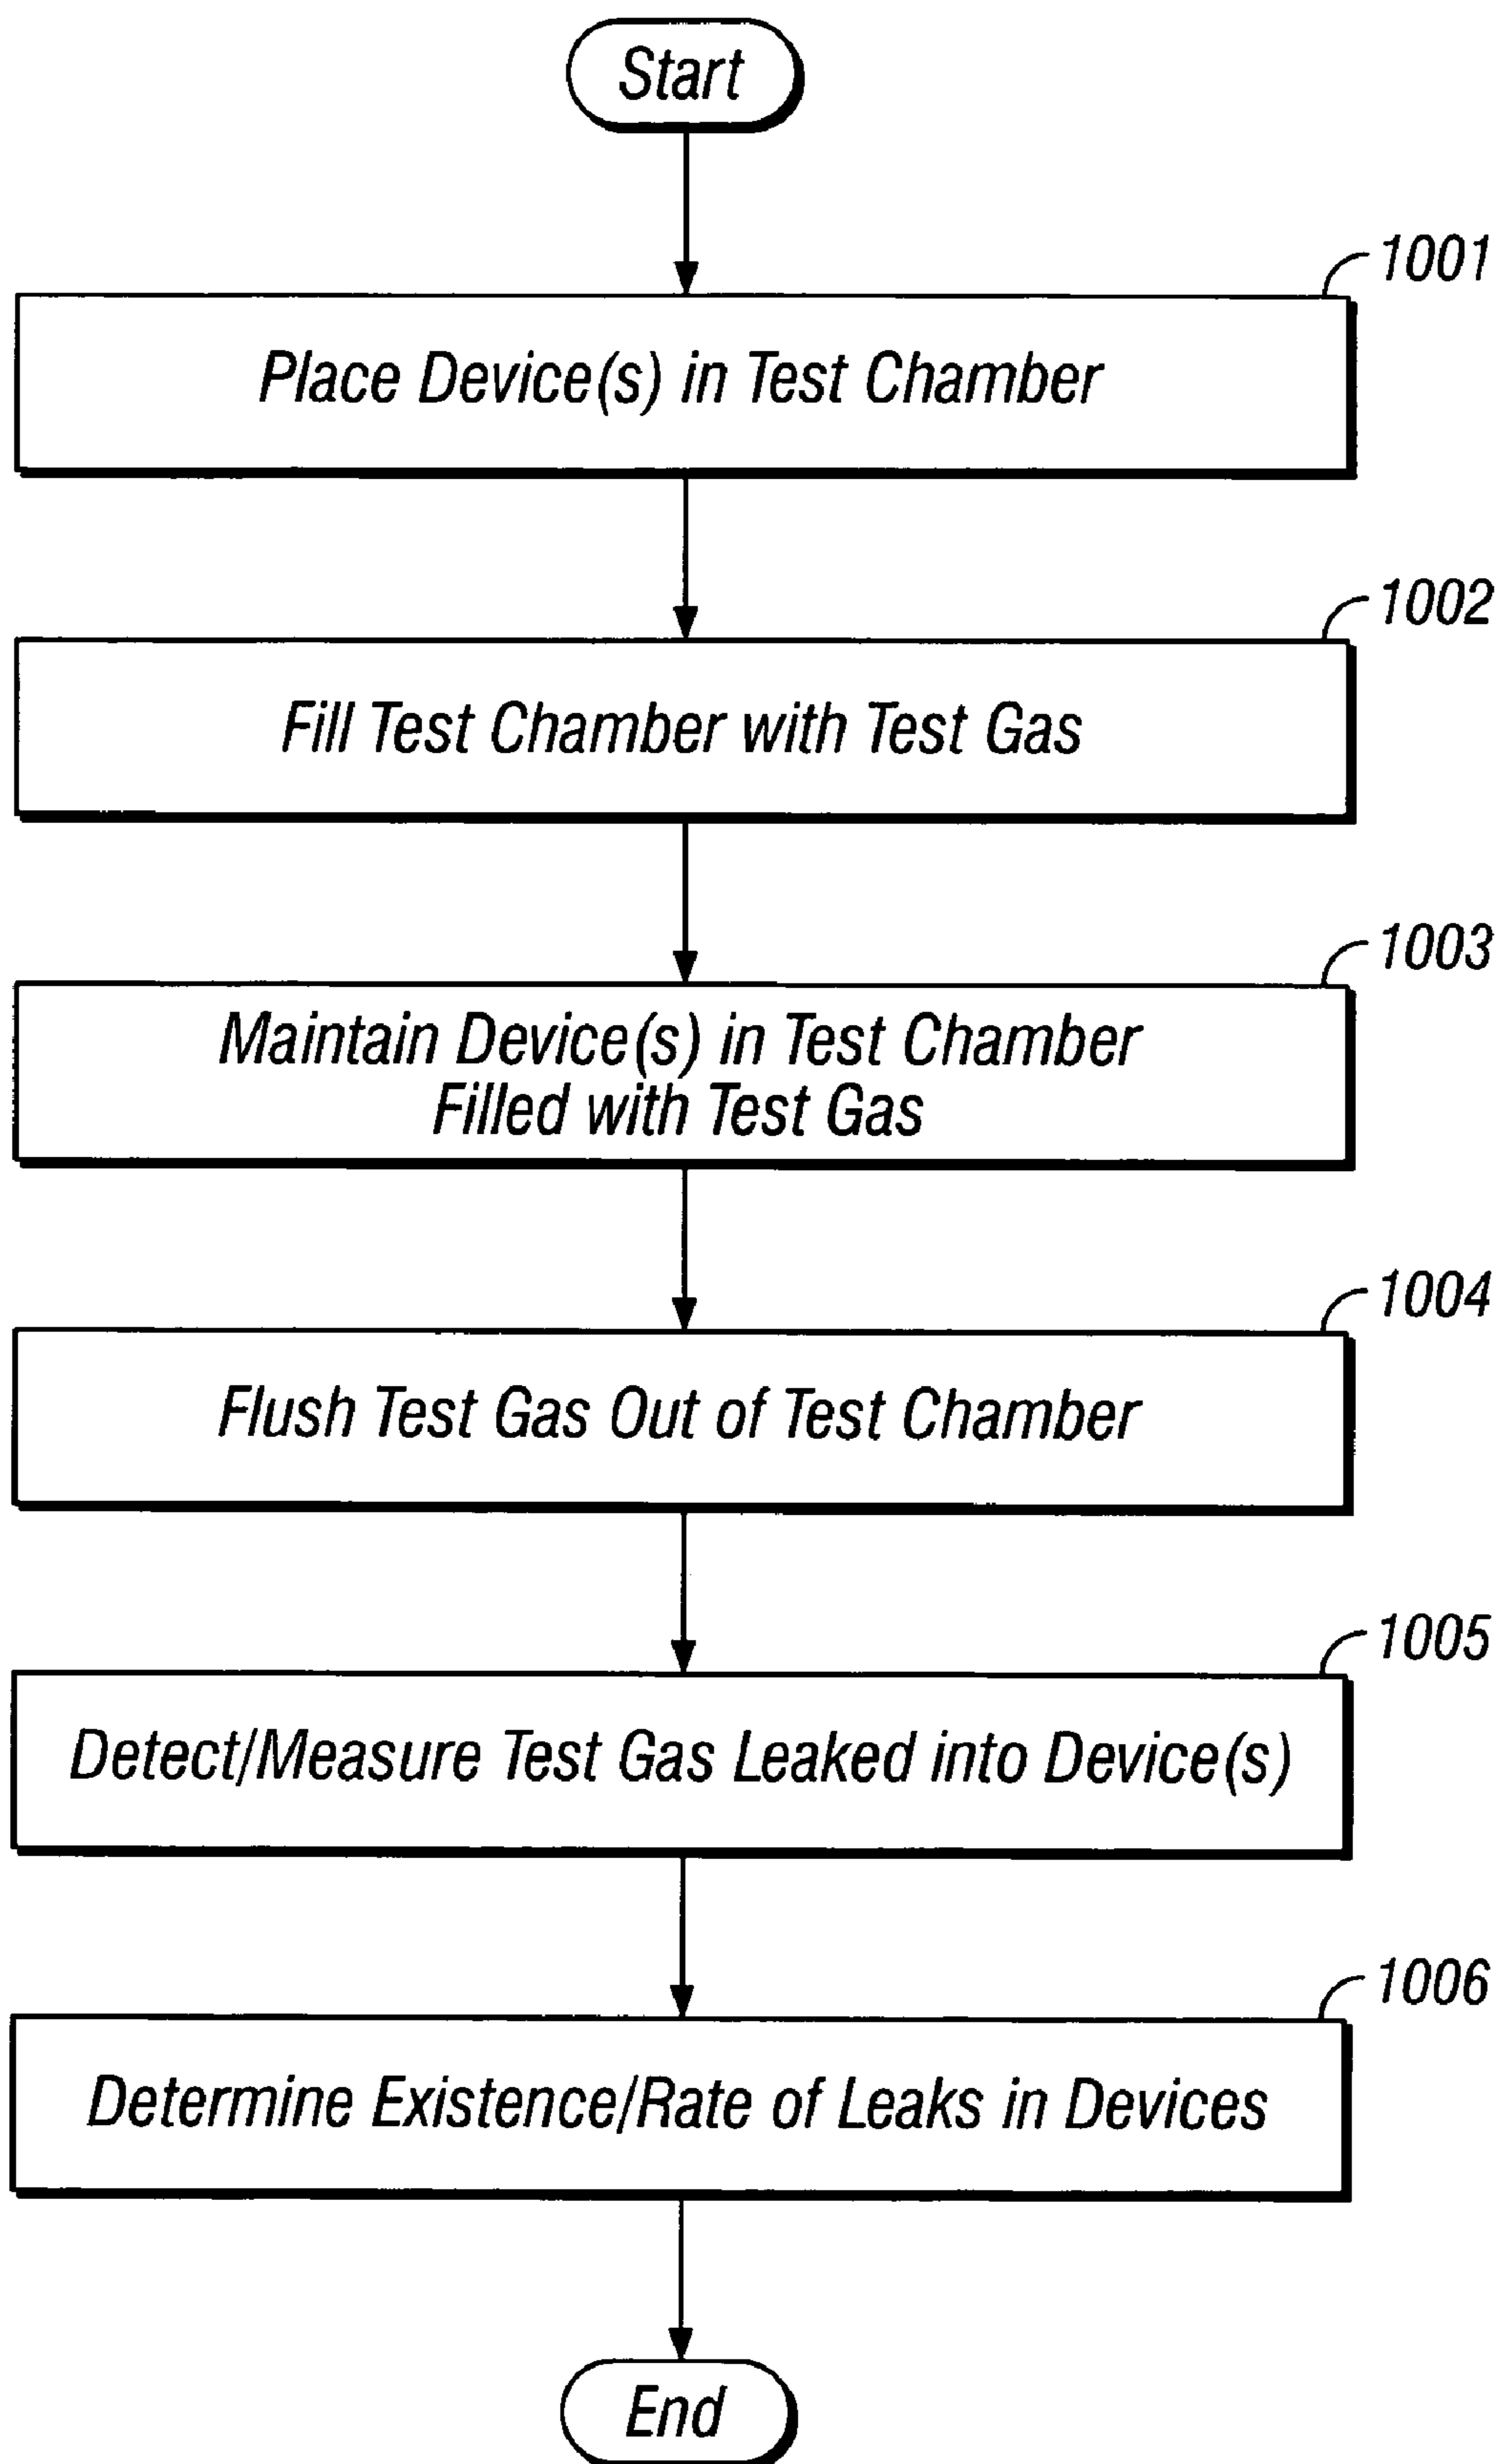 Start
1001
Place Device(s) in Test Chamber
1002
Fill Test Chamber with Test Gas
1003
Maintain Device(s) in Test Chamber
Filled with Test Gas
1004
Flush Test Gas Out of Test Chamber
1005
Detect/Measure Test Gas Leaked into Device(s)
1006
Determine Existence/Rate of Leaks in Devices
End